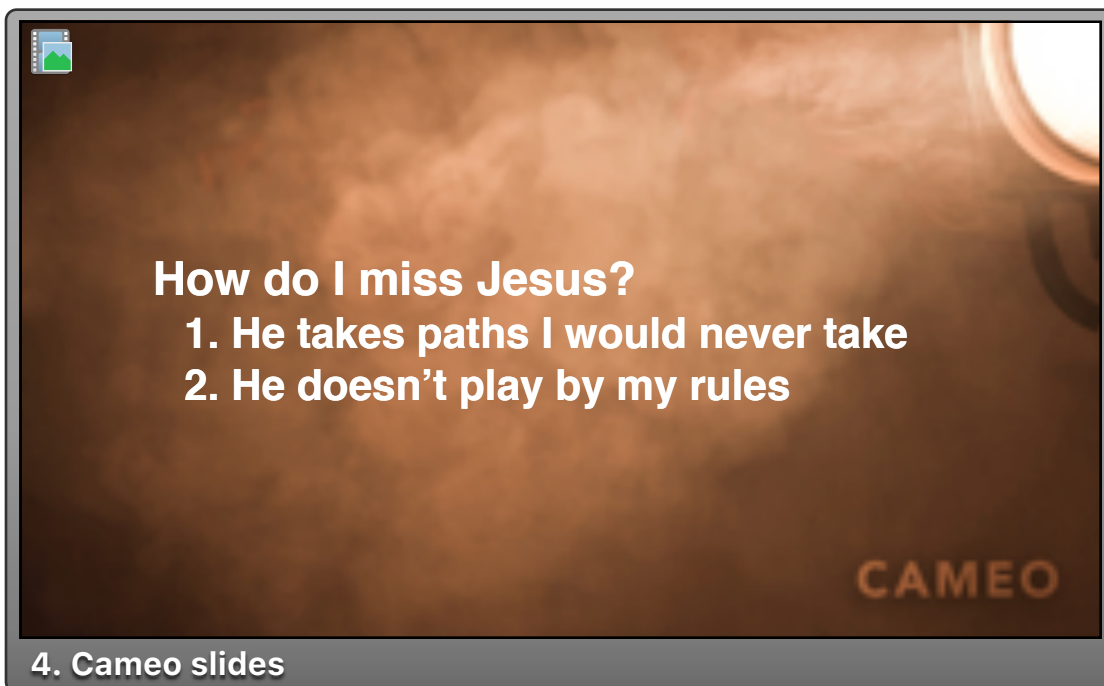 How do I miss Jesus?
1. He takes paths I would never take
2. He doesn’t play by my rules
CAMEO
4. Cameo slides